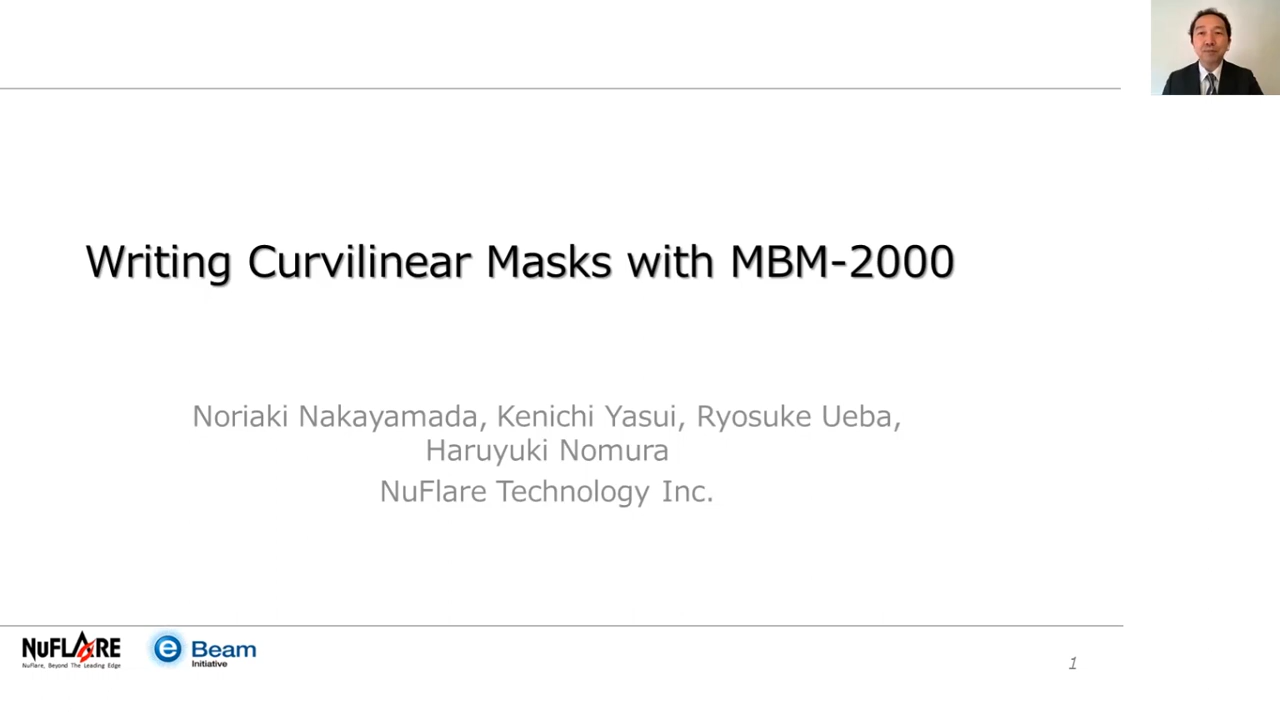 Writing Curvilinear Masks with MBM-2000
Noriaki Nakayamada, Kenichi Yasui, Ryosuke Ueba,
Haruyuki Nomura
NuFlare Technology Inc.
NUFLARE
Nuflare, Beyond The Leading Edge
e Beam
Initiative
1